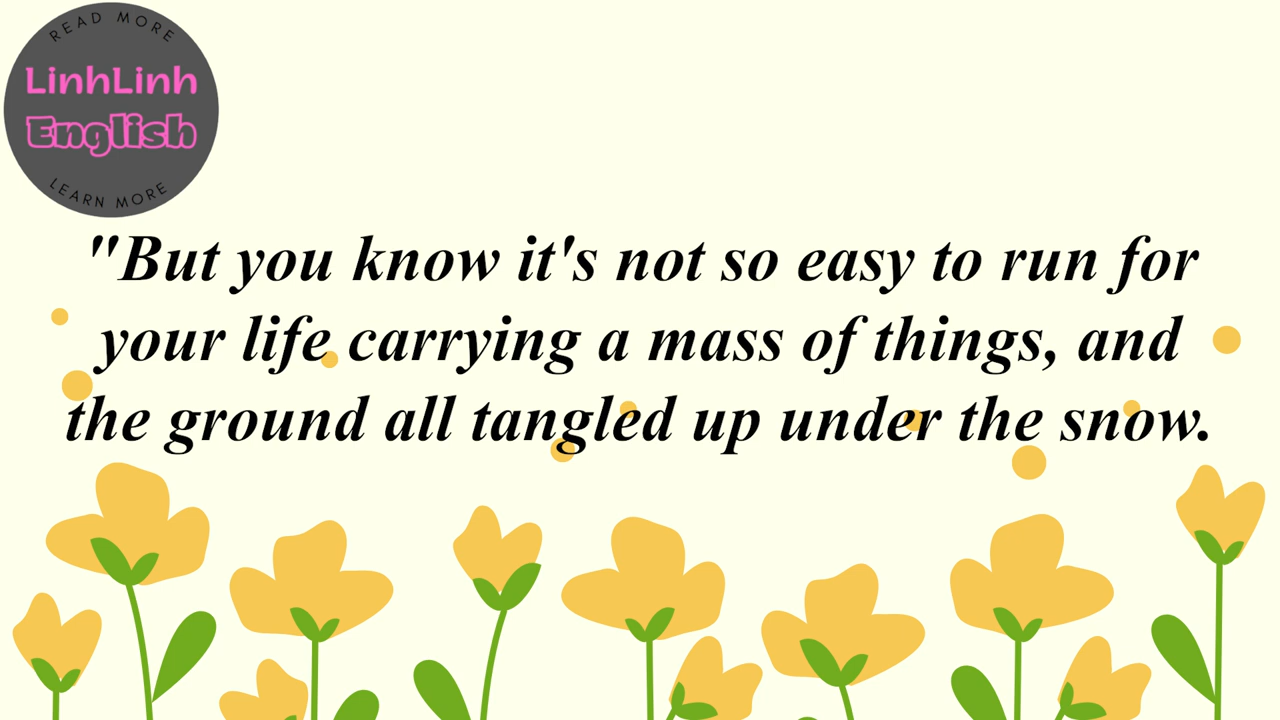 READ MORE
LinhLinh
English
LEARN MORE
"But you know it's not so easy to run for
your life carrying a mass of things, and
the ground all tangled up under the snow.